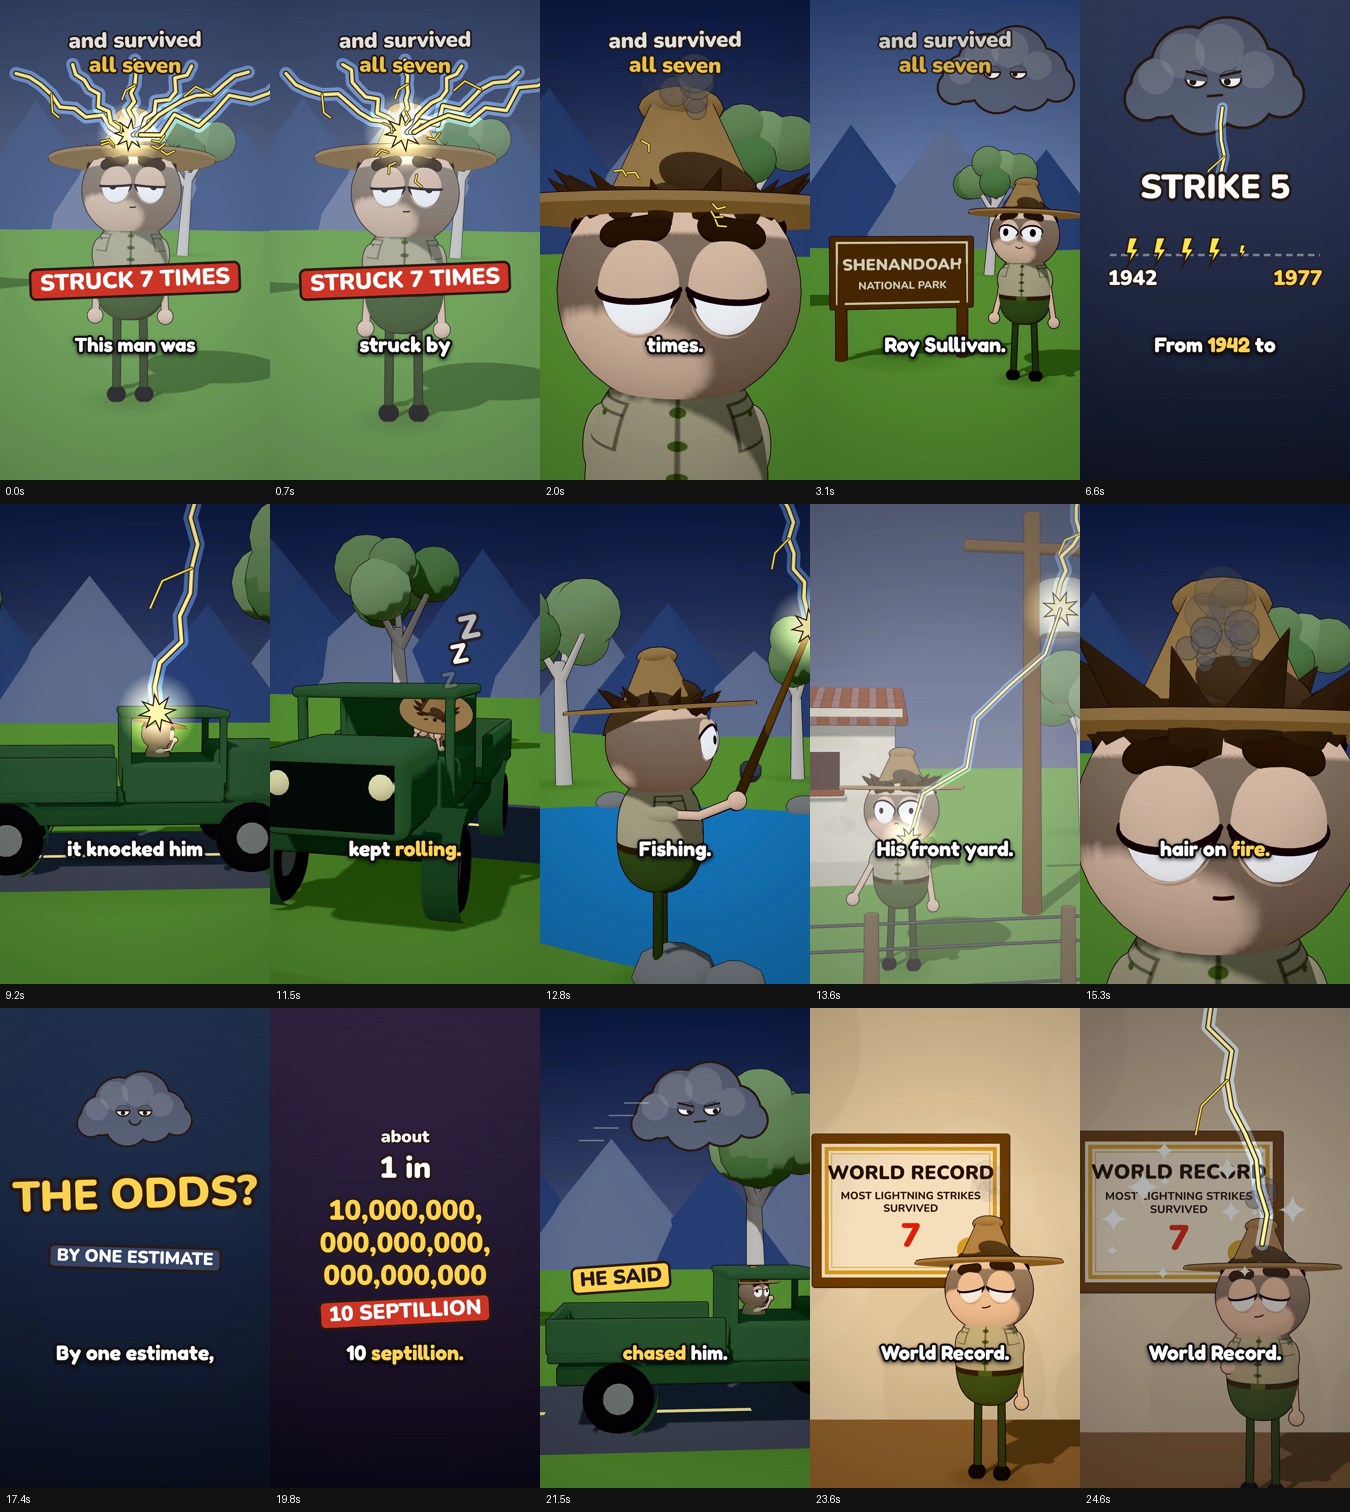 and survived
all seven
STRUCK 7 TIMES
This man was
0.0s
and survived
all seven
STRUCK 7 TIMES
struck by
0.7s
and survived
all seven
times.
2.0s
and survived
all seven
SHENANDOAH
NATIONAL PARK
Roy Sullivan.
3.1s
STRIKE 5
1942
1977
From 1942 to
6.6s
it knocked him
9.2s
Z
Z
Z
kept rolling.
11.5s
Fishing.
12.8s
His front yard.
13.6s
hair on fire.
15.3s
THE ODDS?
BY ONE ESTIMATE
By one estimate,
17.4s
about
1 in
10,000,000,
000,000,000,
000,000,000
10 SEPTILLION
10 septillion.
19.8s
HE SAID
chased him.
21.5s
WORLD RECORD
MOST LIGHTNING STRIKES
SURVIVED
7
World Record.
23.6s
WORLD RECORD
MOST LIGHTNING STRIKES
SURVIVED
7
World Record.
24.6s